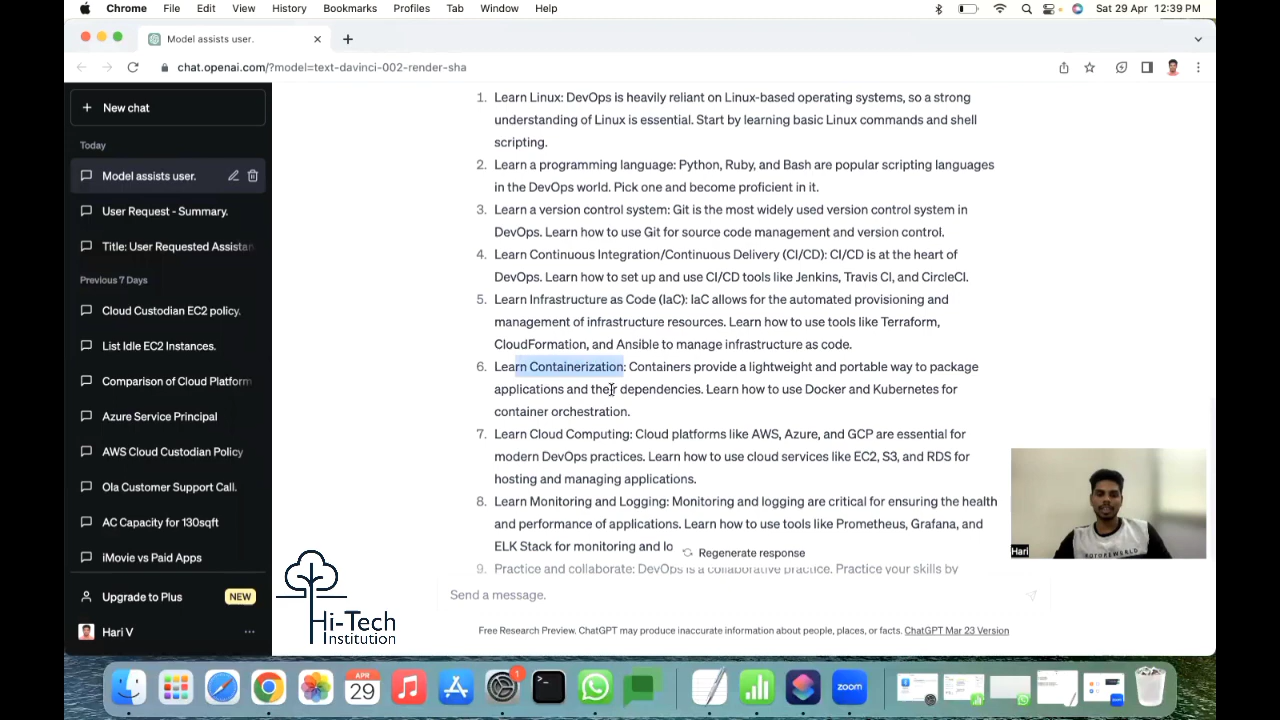 Chrome File Edit View History Bookmarks Profiles Tab Window Help Sat 29 Apr 12:39 PM
Model assists user.
chat.openai.com/?model=text-davinci-002-render-sha
New chat
Today
Model assists user.
User Request - Summary.
Title: User Requested Assistan
Previous 7 Days
Cloud Custodian EC2 policy.
List Idle EC2 Instances.
Comparison of Cloud Platform
Azure Service Principal
AWS Cloud Custodian Policy
Ola Customer Support Call.
AC Capacity for 130sqft
iMovie vs Paid Apps
Upgrade to Plus NEW
Hari V
1. Learn Linux: DevOps is heavily reliant on Linux-based operating systems, so a strong
understanding of Linux is essential. Start by learning basic Linux commands and shell
scripting.
2. Learn a programming language: Python, Ruby, and Bash are popular scripting languages
in the DevOps world. Pick one and become proficient in it.
3. Learn a version control system: Git is the most widely used version control system in
DevOps. Learn how to use Git for source code management and version control.
4. Learn Continuous Integration/Continuous Delivery (CI/CD): CI/CD is at the heart of
DevOps. Learn how to set up and use CI/CD tools like Jenkins, Travis CI, and CircleCI.
5. Learn Infrastructure as Code (IaC): IaC allows for the automated provisioning and
management of infrastructure resources. Learn how to use tools like Terraform,
CloudFormation, and Ansible to manage infrastructure as code.
6. Learn Containerization: Containers provide a lightweight and portable way to package
applications and their dependencies. Learn how to use Docker and Kubernetes for
container orchestration.
7. Learn Cloud Computing: Cloud platforms like AWS, Azure, and GCP are essential for
modern DevOps practices. Learn how to use cloud services like EC2, S3, and RDS for
hosting and managing applications.
8. Learn Monitoring and Logging: Monitoring and logging are critical for ensuring the health
and performance of applications. Learn how to use tools like Prometheus, Grafana, and
ELK Stack for monitoring and lo
Regenerate response
9. Practice and collaborate: DevOps is a collaborative practice. Practice your skills by
Send a message.
Free Research Preview. ChatGPT may produce inaccurate information about people, places, or facts. ChatGPT Mar 23 Version
Hi-Tech
Institution
Hari
APR
29
1
zoom